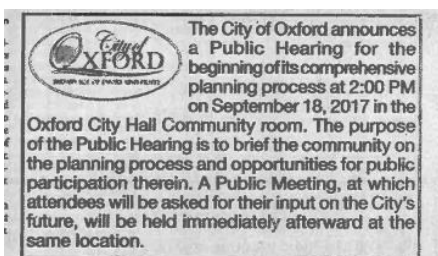 City of
OXFORD
The City of Oxford announces
a Public Hearing for the
beginning of its comprehensive
planning process at 2:00 PM
on September 18, 2017 in the
Oxford City Hall Community room. The purpose
of the Public Hearing is to brief the community on
the planning process and opportunities for public
participation therein. A Public Meeting, at which
attendees will be asked for their input on the City's
future, will be held immediately afterward at the
same location.